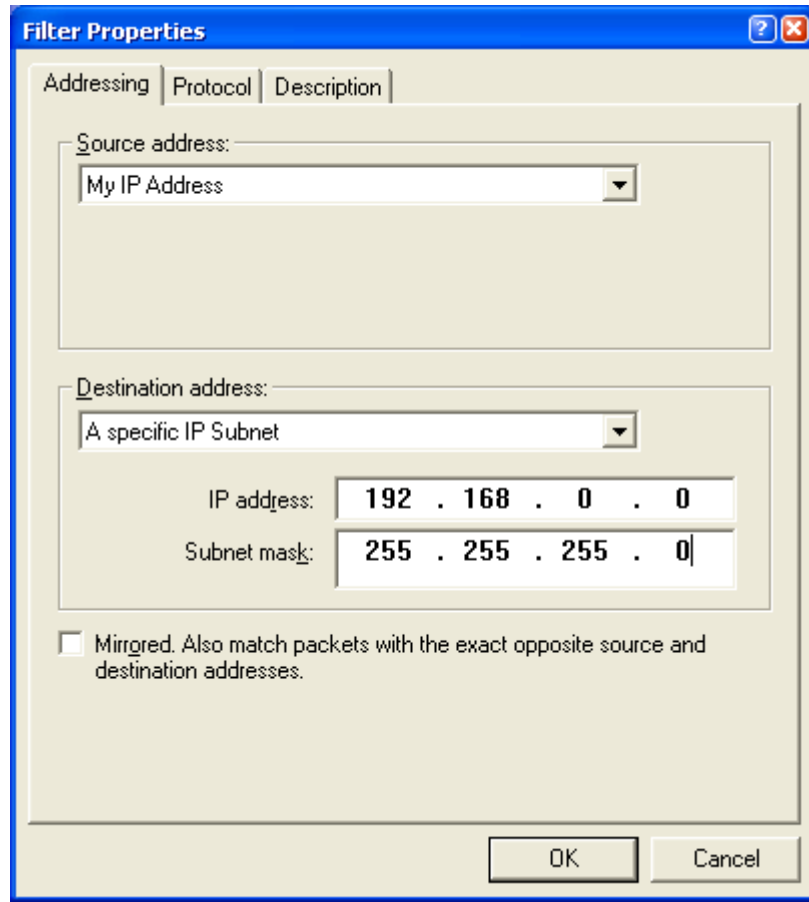 Filter Properties
Addressing Protocol Description
Source address:
My IP Address
Destination address:
A specific IP Subnet
IP address: 192 . 168 . 0 . 0
Subnet mask: 255 . 255 . 255 . 0
Mirrored. Also match packets with the exact opposite source and
destination addresses.
OK Cancel